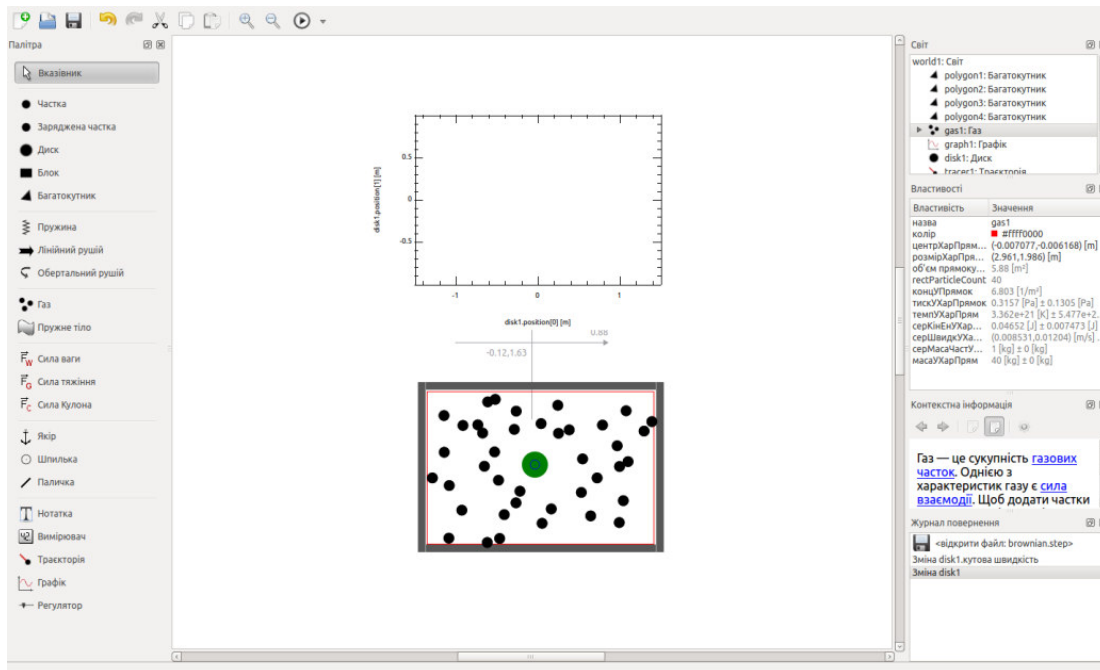 Палітра
Вказівник
Частка
Заряджена частка
Диск
Блок
Багатокутник
Пружина
Лінійний рушій
Обертальний рушій
Газ
Пружне тіло
Fw Сила ваги
FG Сила тяжіння
Fc Сила Кулона
Якір
Шпилька
Паличка
Нотатка
Вимірювач
Траєкторія
Графік
Регулятор
disk1.position[1] [m]
0.5
0
-0.5
-1
0
1
disk1.position[0] [m]
0.88
-0.12,1.63
Світ
world1: Світ
polygon1: Багатокутник
polygon2: Багатокутник
polygon3: Багатокутник
polygon4: Багатокутник
gas1: Газ
graph1: Графік
disk1: Диск
tracer1: Траєкторія
Властивості
Властивість Значення
назва gas1
колір #ffff0000
центрХарПрям... (-0.007077,-0.006168) [m]
розмірХарПря... (2.961,1.986) [m]
об'єм прямоку... 5.88 [m²]
rectParticleCount 40
концУПрямок 6.803 [1/m²]
тискУХарПрямок 0.3157 [Pa] ± 0.1305 [Pa]
темпУХарПрям 3.362e+21 [K] ± 5.477e+2.
серКінЕнУХар... 0.04652 [J] ± 0.007473 [J]
серШвидкУХа... (0.008531,0.01204) [m/s] .
серМасаЧастУ... 1 [kg] ± 0 [kg]
масаУХарПрям 40 [kg] ± 0 [kg]
Контекстна інформація
Газ — це сукупність газових
часток. Однією з
характеристик газу є сила
взаємодії. Щоб додати частки
Журнал повернення
<відкрити файл: brownian.step>
Зміна disk1.кутова швидкість
Зміна disk1